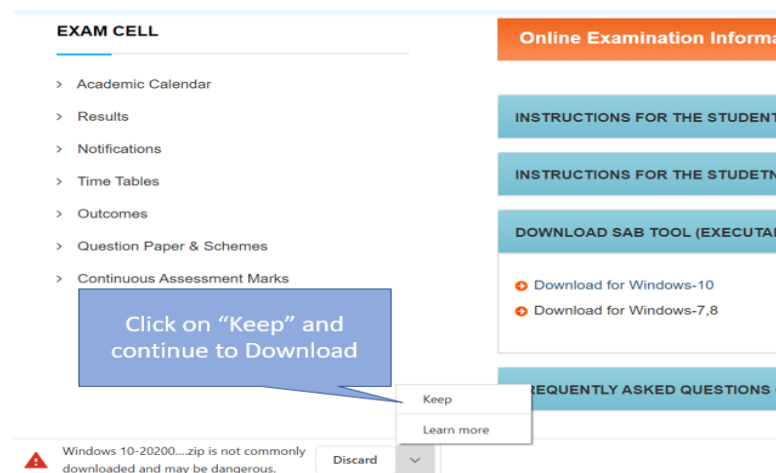 EXAM CELL
> Academic Calendar
> Results
> Notifications
> Time Tables
> Outcomes
> Question Paper & Schemes
> Continuous Assessment Marks
Click on “Keep” and
continue to Download
Online Examination Informa
INSTRUCTIONS FOR THE STUDENT
INSTRUCTIONS FOR THE STUDETN
DOWNLOAD SAB TOOL (EXECUTAB
Download for Windows-10
Download for Windows-7,8
REQUENTLY ASKED QUESTIONS
Keep
Learn more
Windows 10-20200....zip is not commonly
downloaded and may be dangerous.
Discard